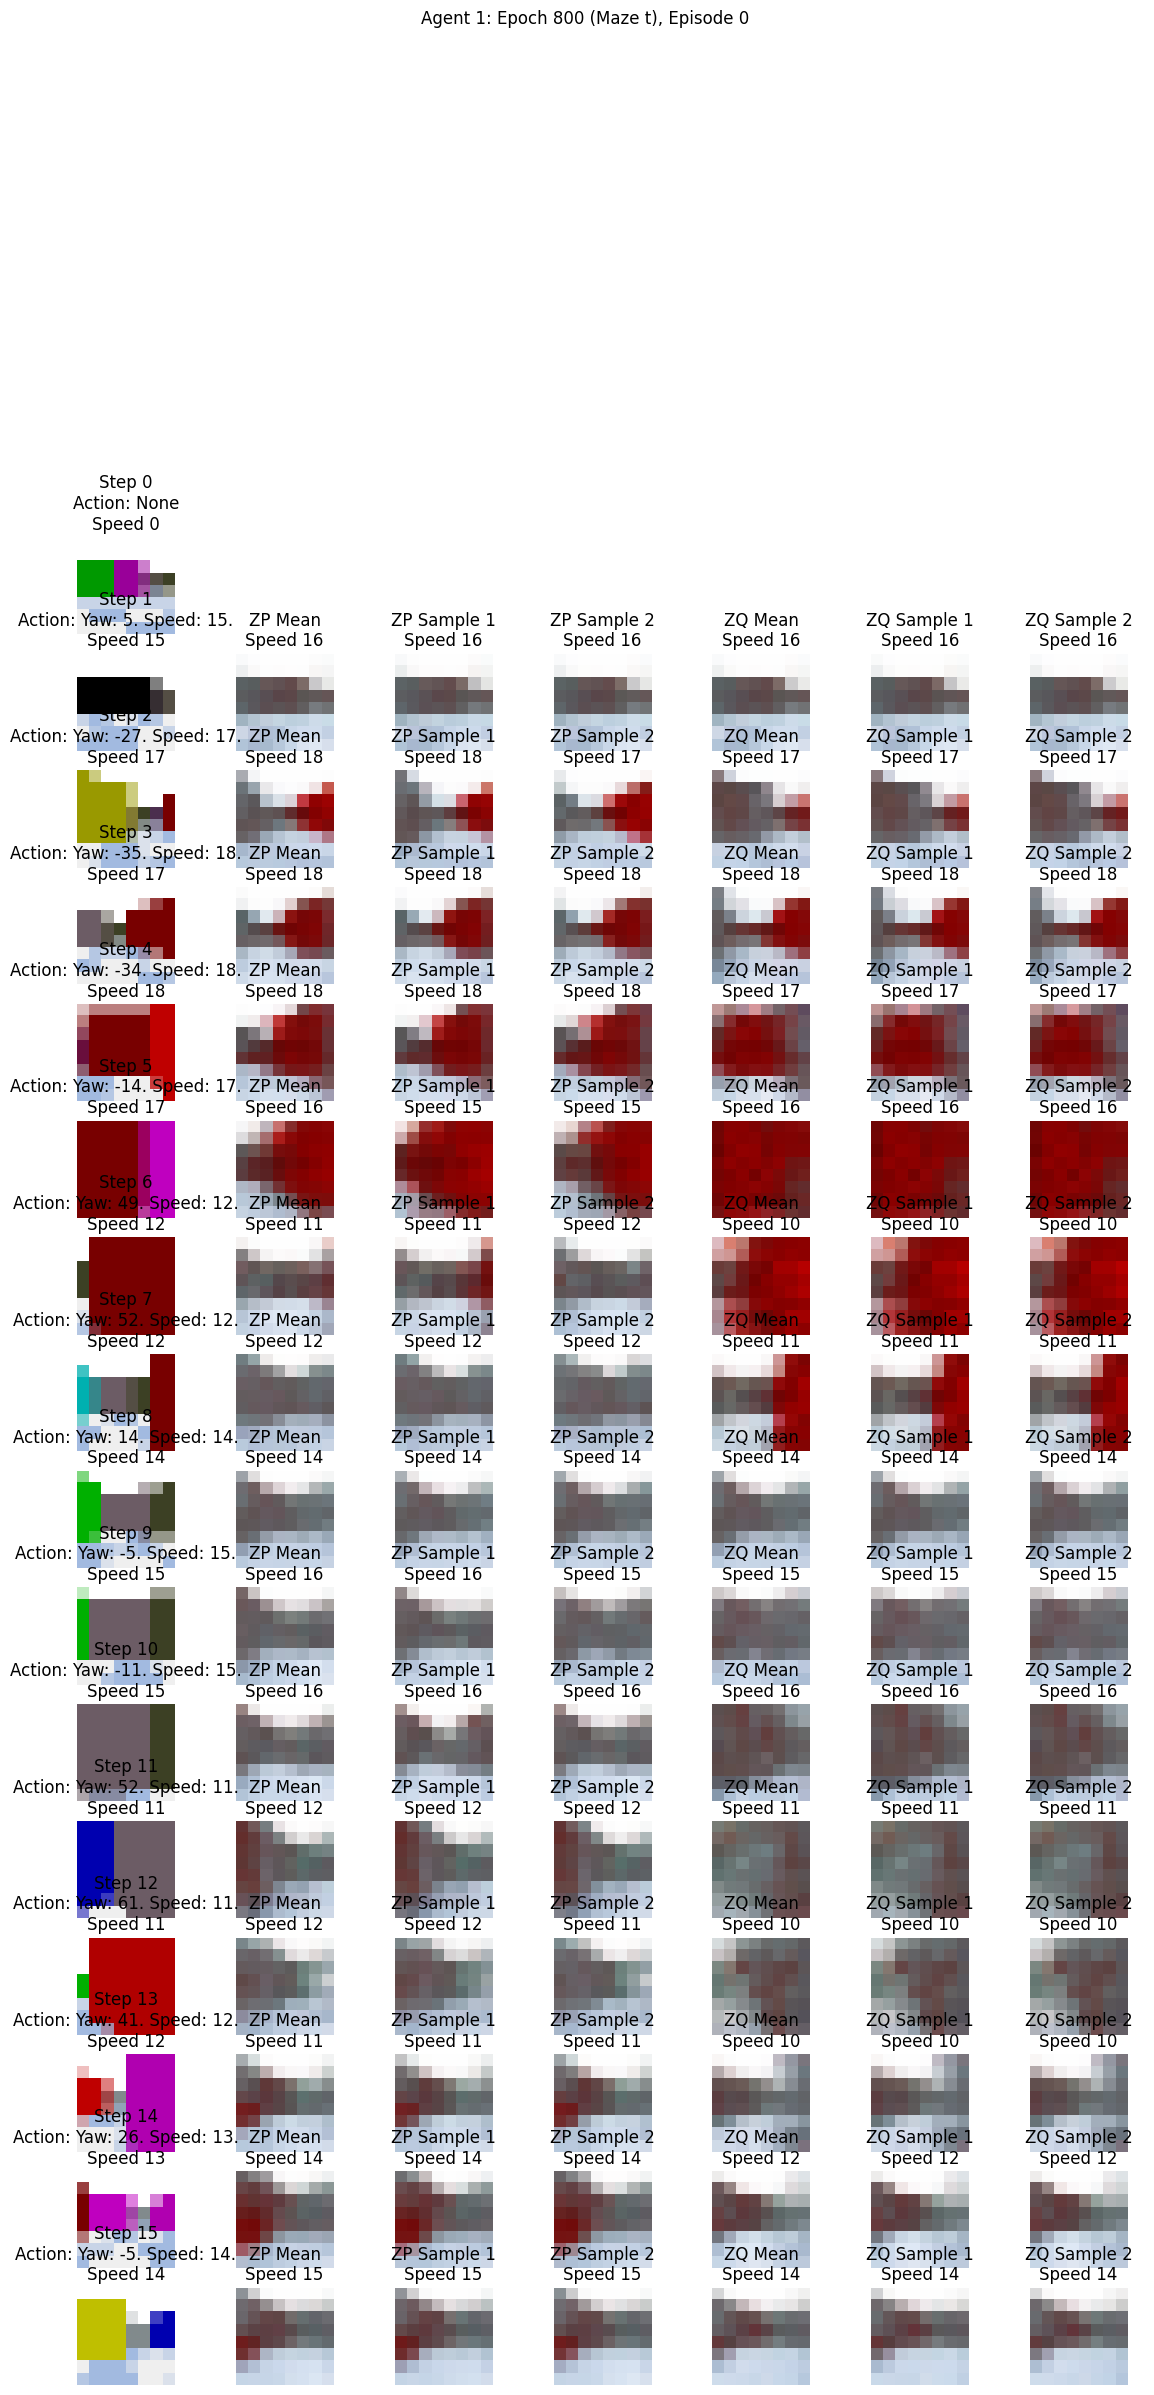 Agent 1: Epoch 800 (Maze t), Episode 0
Step 0
Action: None
Speed 0
Step 1
Action: Yaw: 5. Speed: 15.
Speed 15
ZP Mean
Speed 16
ZP Sample 1
Speed 16
ZP Sample 2
Speed 16
ZQ Mean
Speed 16
ZQ Sample 1
Speed 16
ZQ Sample 2
Speed 16
Step 2
Action: Yaw: -27. Speed: 17.
Speed 17
ZP Mean
Speed 18
ZP Sample 1
Speed 18
ZP Sample 2
Speed 17
ZQ Mean
Speed 17
ZQ Sample 1
Speed 17
ZQ Sample 2
Speed 17
Step 3
Action: Yaw: -35. Speed: 18.
Speed 17
ZP Mean
Speed 18
ZP Sample 1
Speed 18
ZP Sample 2
Speed 18
ZQ Mean
Speed 18
ZQ Sample 1
Speed 18
ZQ Sample 2
Speed 18
Step 4
Action: Yaw: -34. Speed: 18.
Speed 18
ZP Mean
Speed 18
ZP Sample 1
Speed 18
ZP Sample 2
Speed 18
ZQ Mean
Speed 17
ZQ Sample 1
Speed 17
ZQ Sample 2
Speed 17
Step 5
Action: Yaw: -14. Speed: 17.
Speed 17
ZP Mean
Speed 16
ZP Sample 1
Speed 15
ZP Sample 2
Speed 15
ZQ Mean
Speed 16
ZQ Sample 1
Speed 16
ZQ Sample 2
Speed 16
Step 6
Action: Yaw: 49. Speed: 12.
Speed 12
ZP Mean
Speed 11
ZP Sample 1
Speed 11
ZP Sample 2
Speed 12
ZQ Mean
Speed 10
ZQ Sample 1
Speed 10
ZQ Sample 2
Speed 10
Step 7
Action: Yaw: 52. Speed: 12.
Speed 12
ZP Mean
Speed 12
ZP Sample 1
Speed 12
ZP Sample 2
Speed 12
ZQ Mean
Speed 11
ZQ Sample 1
Speed 11
ZQ Sample 2
Speed 11
Step 8
Action: Yaw: 14. Speed: 14.
Speed 14
ZP Mean
Speed 14
ZP Sample 1
Speed 14
ZP Sample 2
Speed 14
ZQ Mean
Speed 14
ZQ Sample 1
Speed 14
ZQ Sample 2
Speed 14
Step 9
Action: Yaw: -5. Speed: 15.
Speed 15
ZP Mean
Speed 16
ZP Sample 1
Speed 16
ZP Sample 2
Speed 15
ZQ Mean
Speed 15
ZQ Sample 1
Speed 15
ZQ Sample 2
Speed 15
Step 10
Action: Yaw: -11. Speed: 15.
Speed 15
ZP Mean
Speed 16
ZP Sample 1
Speed 16
ZP Sample 2
Speed 16
ZQ Mean
Speed 16
ZQ Sample 1
Speed 16
ZQ Sample 2
Speed 16
Step 11
Action: Yaw: 52. Speed: 11.
Speed 11
ZP Mean
Speed 12
ZP Sample 1
Speed 12
ZP Sample 2
Speed 12
ZQ Mean
Speed 11
ZQ Sample 1
Speed 11
ZQ Sample 2
Speed 11
Step 12
Action: Yaw: 61. Speed: 11.
Speed 11
ZP Mean
Speed 12
ZP Sample 1
Speed 12
ZP Sample 2
Speed 11
ZQ Mean
Speed 10
ZQ Sample 1
Speed 10
ZQ Sample 2
Speed 10
Step 13
Action: Yaw: 41. Speed: 12.
Speed 12
ZP Mean
Speed 11
ZP Sample 1
Speed 11
ZP Sample 2
Speed 11
ZQ Mean
Speed 10
ZQ Sample 1
Speed 10
ZQ Sample 2
Speed 10
Step 14
Action: Yaw: 26. Speed: 13.
Speed 13
ZP Mean
Speed 14
ZP Sample 1
Speed 14
ZP Sample 2
Speed 14
ZQ Mean
Speed 12
ZQ Sample 1
Speed 12
ZQ Sample 2
Speed 12
Step 15
Action: Yaw: -5. Speed: 14.
Speed 14
ZP Mean
Speed 15
ZP Sample 1
Speed 15
ZP Sample 2
Speed 15
ZQ Mean
Speed 14
ZQ Sample 1
Speed 14
ZQ Sample 2
Speed 14